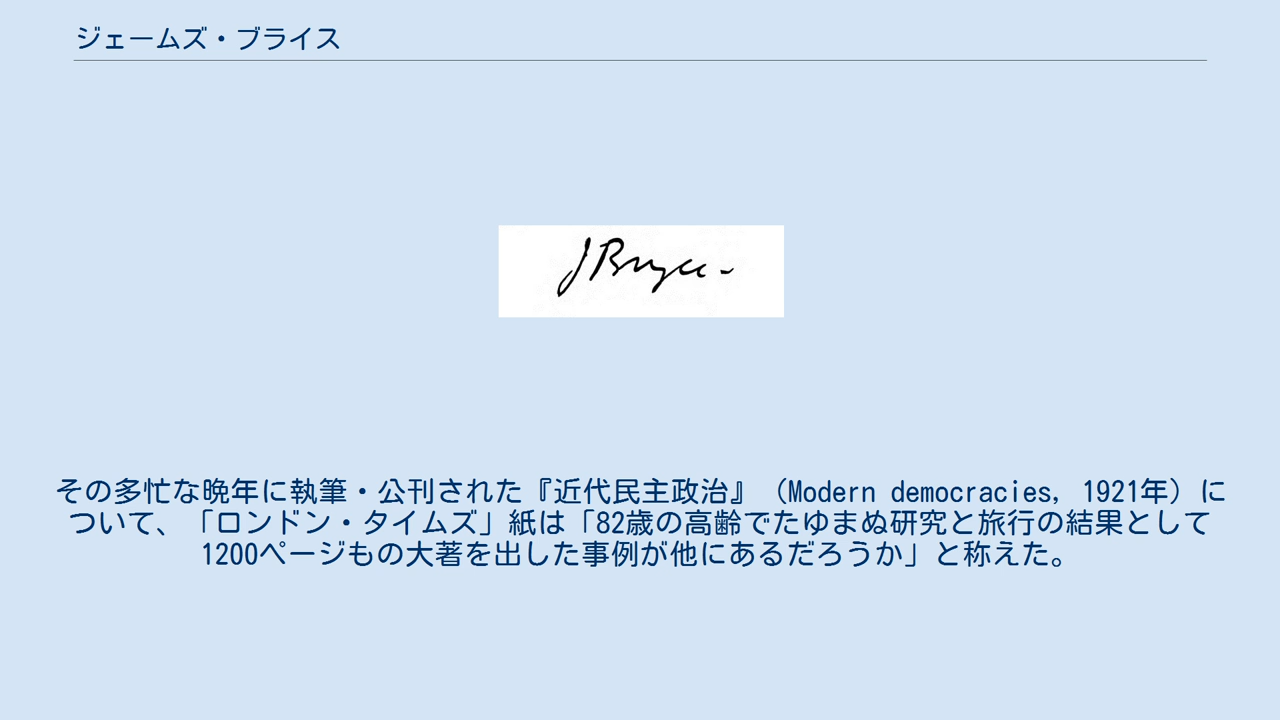 ジェームズ・ブライス
J Bryce-
その多忙な晩年に執筆・公刊された『近代民主政治』（Modern democracies, 1921年）に
ついて、「ロンドン・タイムズ」紙は「82歳の高齢でたゆまぬ研究と旅行の結果として
1200ページもの大著を出した事例が他にあるだろうか」と称えた。